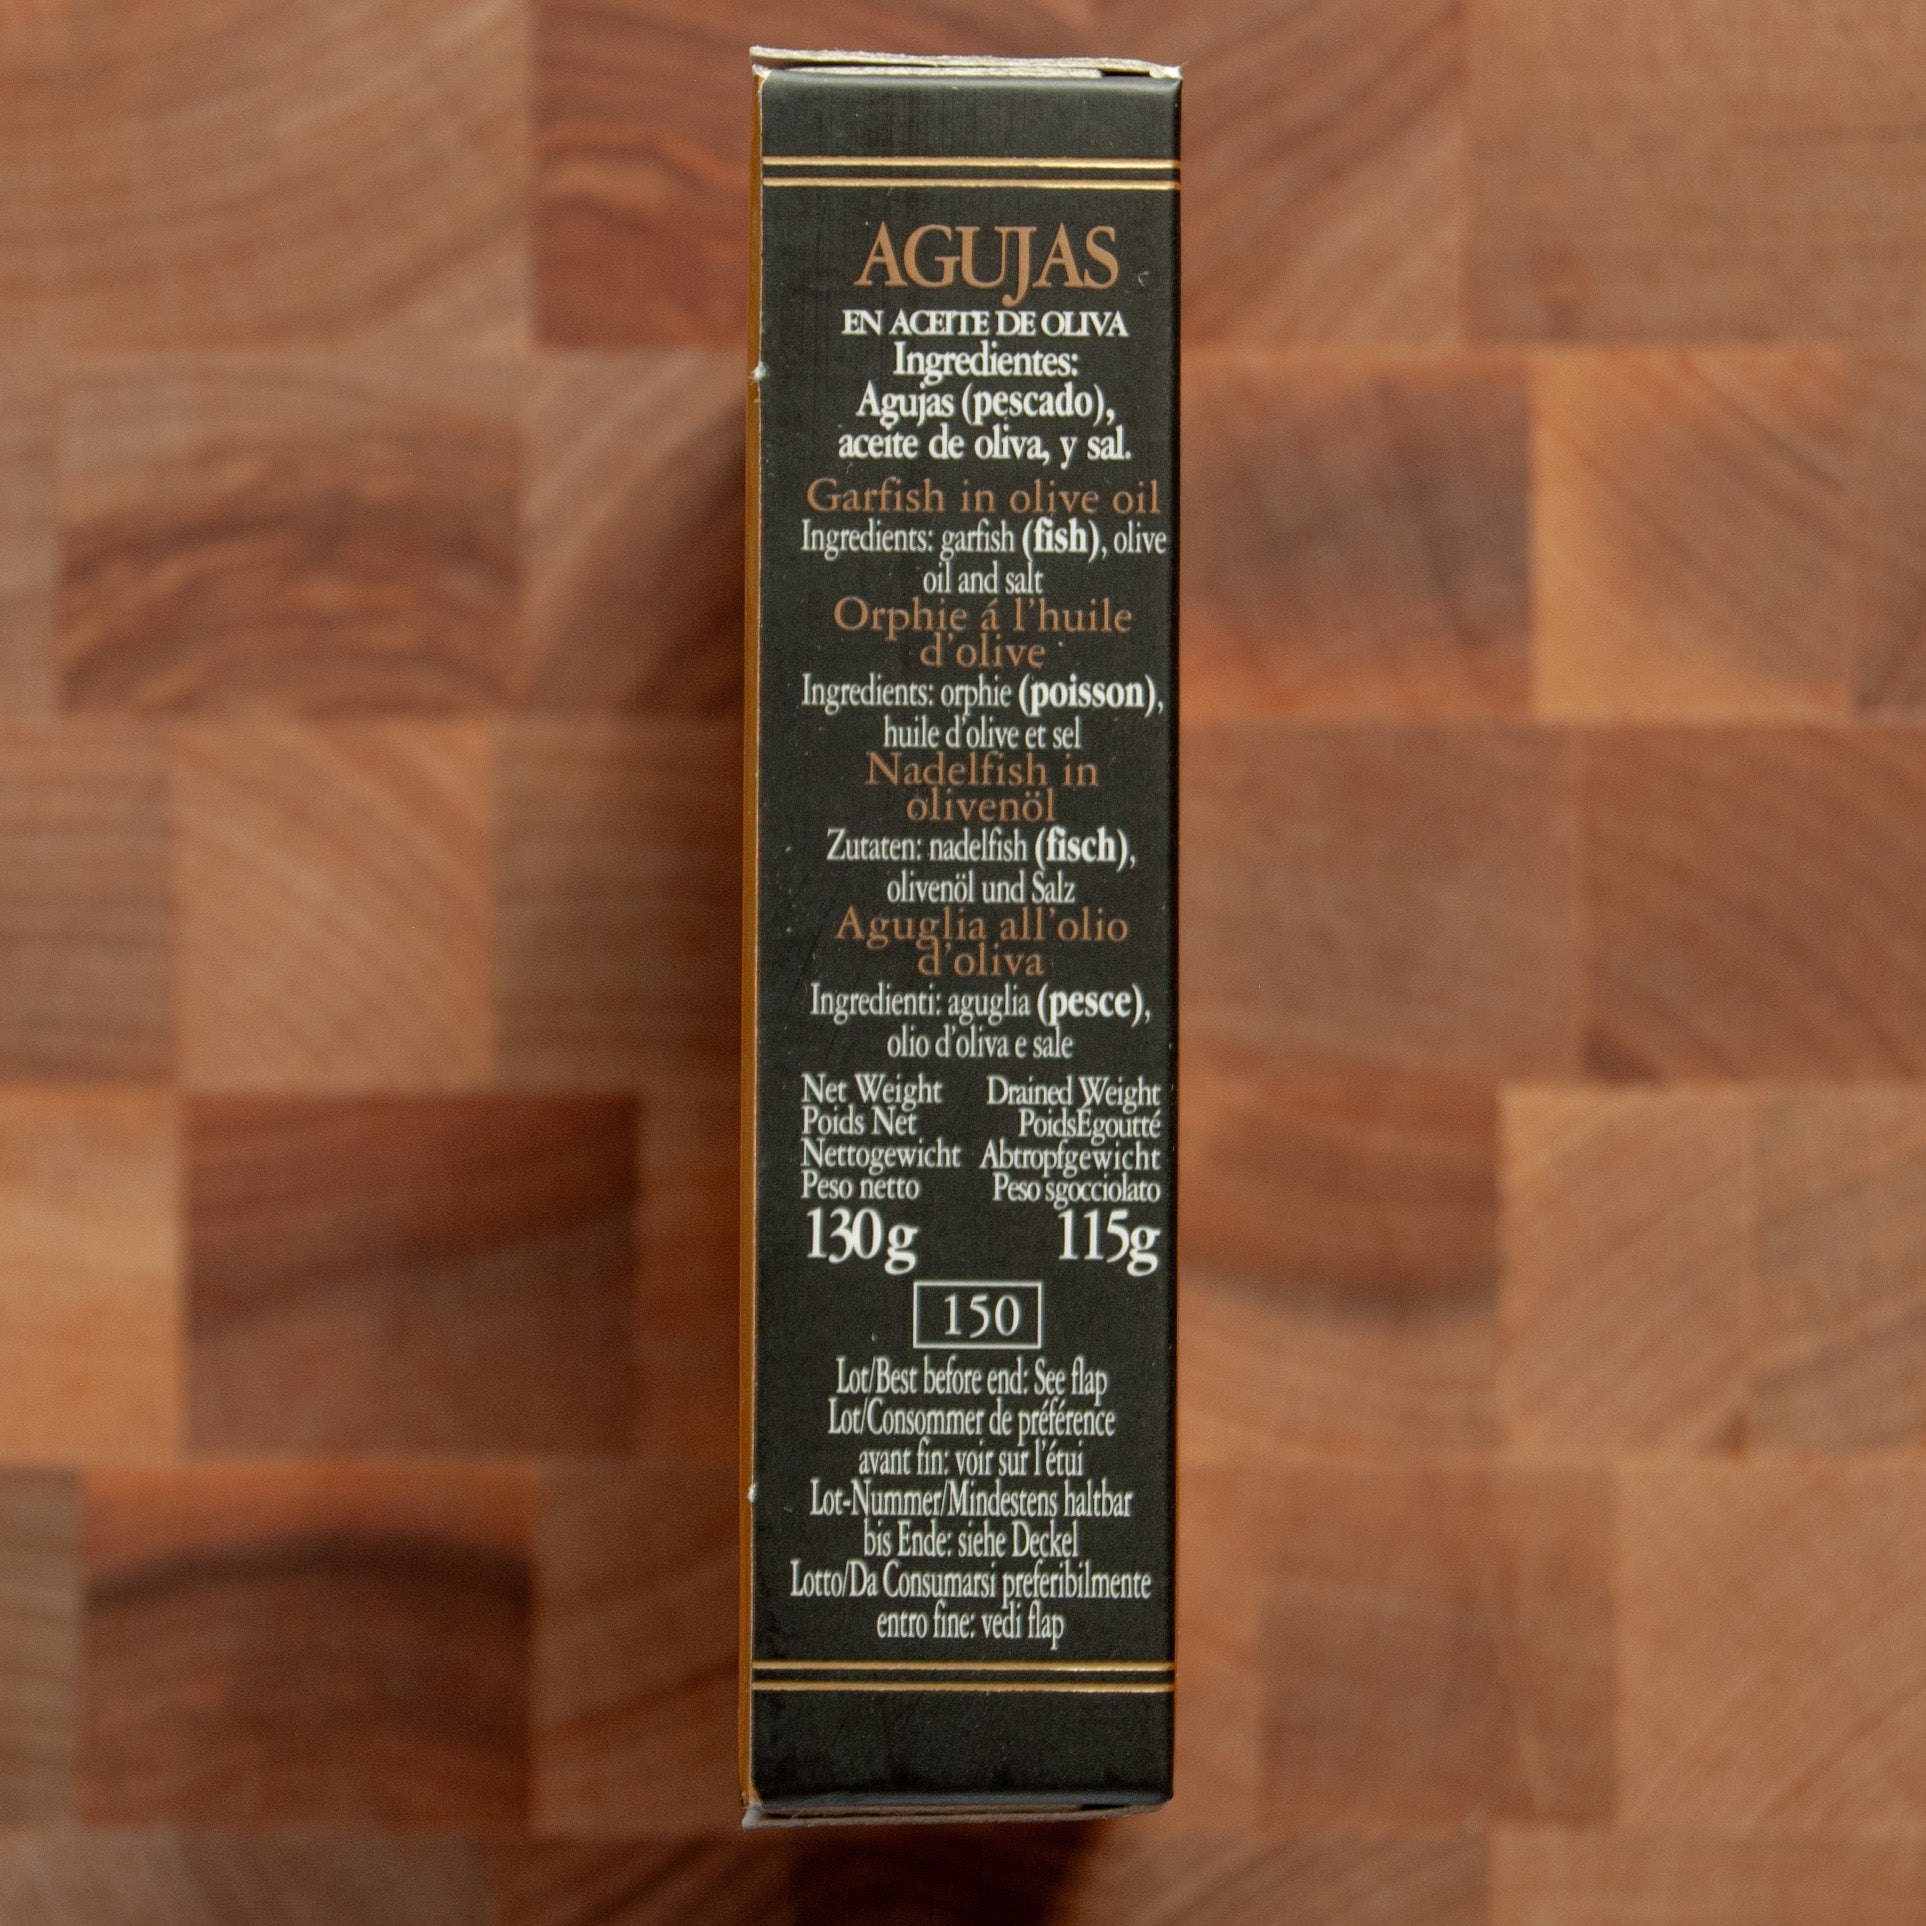 AGUJAS
EN ACEITE DE OLIVA
Ingredientes:
Agujas (pescado),
aceite de oliva, y sal.
Garfish in olive oil
Ingredients: garfish (fish), olive
oil and salt
Orphie á l'huile
d'olive
Ingredients: orphie (poisson),
huile d'olive et sel
Nadelfish in
olivenöl
Zutaten: nadelfish (fisch),
olivenöl und Salz
Aguglia all'olio
d'oliva
Ingredienti: aguglia (pesce),
olio d'oliva e sale
Net Weight Drained Weight
Poids Net PoidsÉgoutté
Nettogewicht Abtropfgewicht
Peso netto Peso sgocciolato
130g 115g
150
Lot/Best before end: See flap
Lot/Consommer de préférence
avant fin: voir sur l'étui
Lot-Nummer/Mindestens haltbar
bis Ende: siehe Deckel
Lotto/Da Consumarsi preferibilmente
entro fine: vedi flap